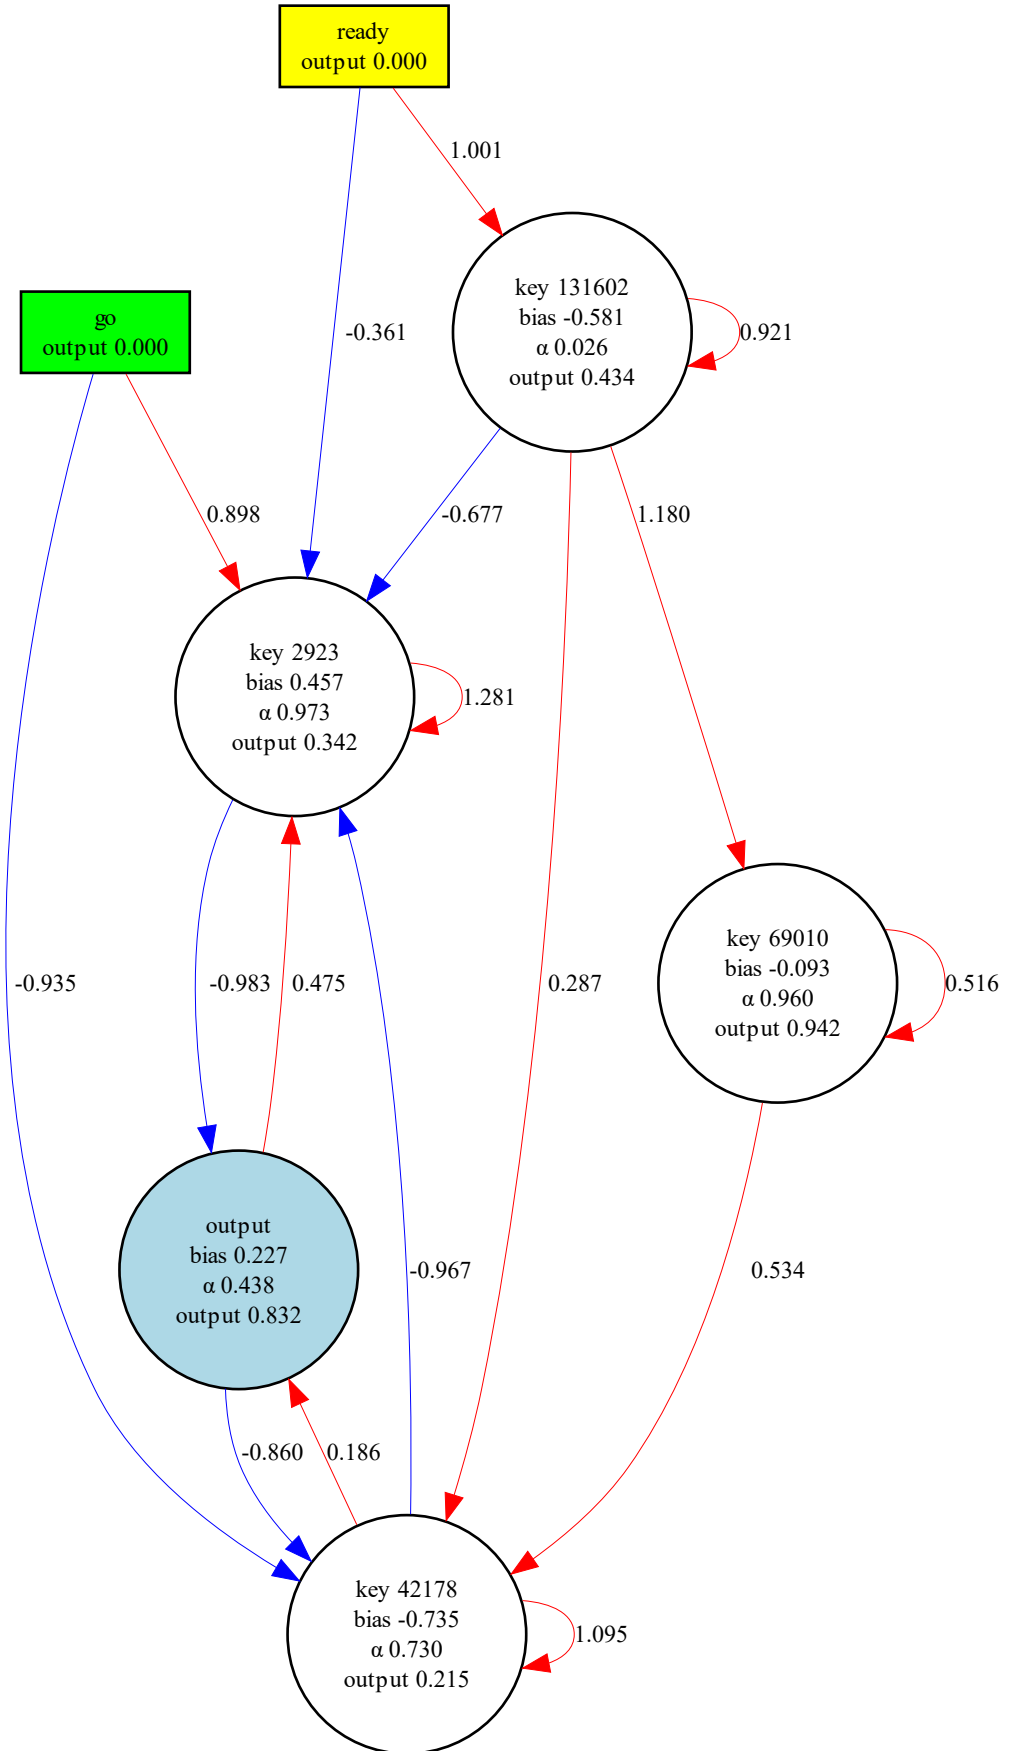 ready
output 0.000
1.001
key 131602
bias -0.581
α 0.026
output 0.434
0.921
go
output 0.000
-0.361
0.898
-0.677
1.180
key 2923
bias 0.457
α 0.973
output 0.342
1.281
key 69010
bias -0.093
α 0.960
output 0.942
0.516
-0.935
-0.983
0.475
0.287
output
bias 0.227
α 0.438
output 0.832
-0.967
0.534
-0.860
0.186
key 42178
bias -0.735
α 0.730
output 0.215
1.095